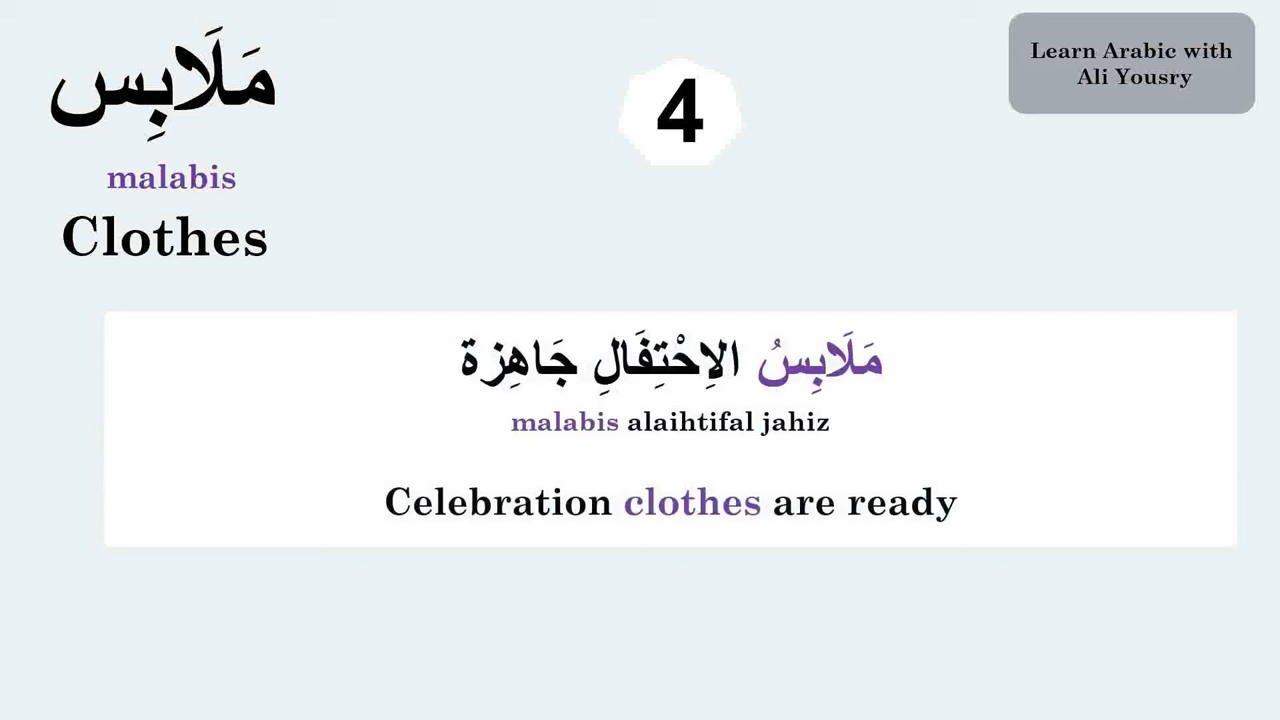 مَلَابِس
malabis
Clothes
4
Learn Arabic with
Ali Yousry
مَلَابِسُ الاِحْتِفَالِ جَاهِزة
malabis alaihtifal jahiz
Celebration clothes are ready